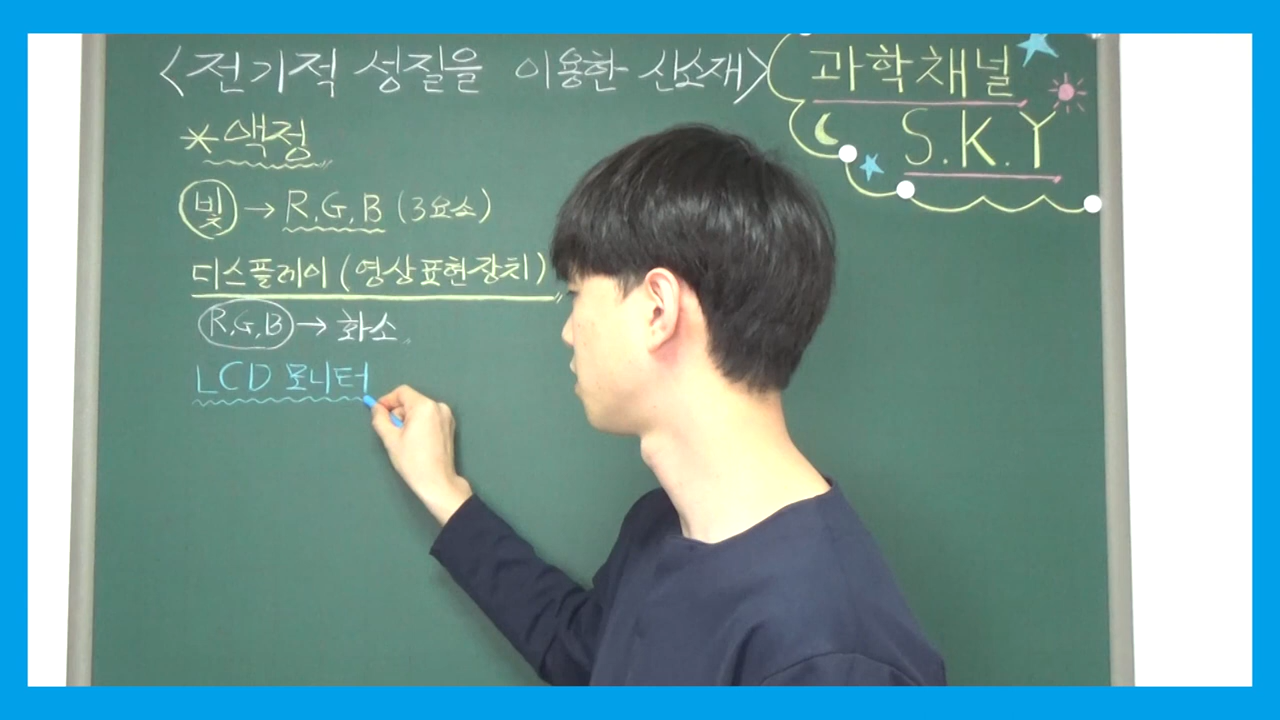 <전기적 성질을 이용한 신소재>
*액정
빛 → R,G,B (3요소)
디스플레이 (영상표현장치)
R,G,B → 화소
LCD 모니터
과학채널
S.K.Y